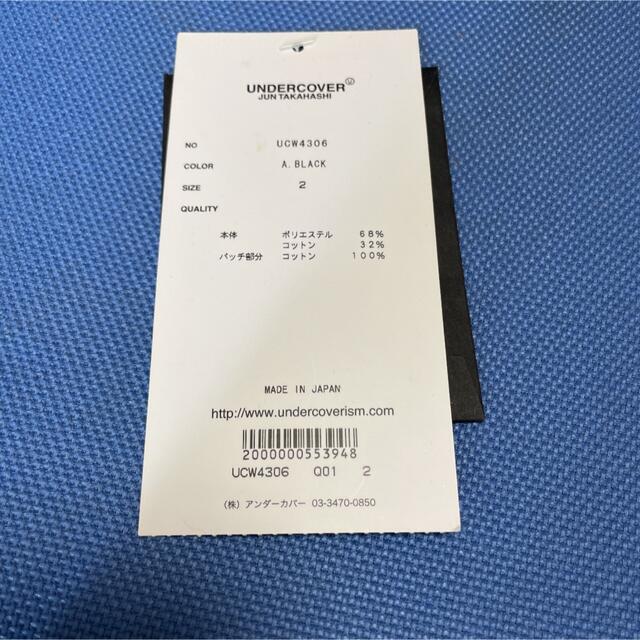 UNDERCOVER
JUN TAKAHASHI
NO UCW4306
COLOR A.BLACK
SIZE 2
QUALITY
本体 ポリエステル 68%
コットン 32%
パッチ部分 コットン 100%
MADE IN JAPAN
http://www.undercoverism.com
2000000553948
UCW4306 Q01 2
(株) アンダーカバー 03-3470-0850